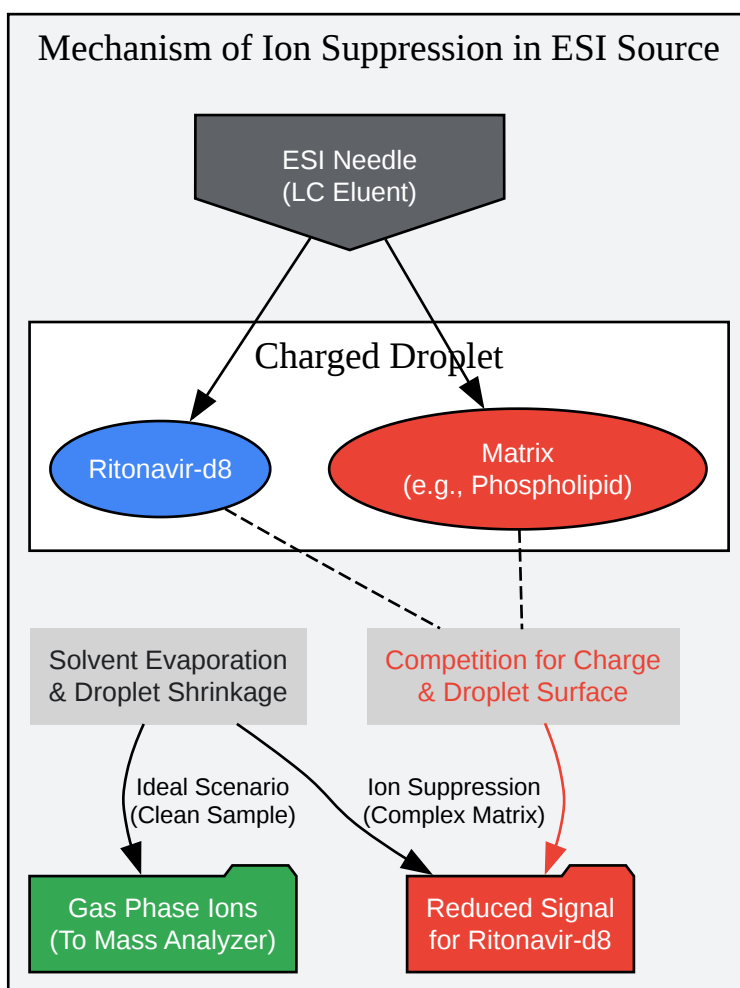 Mechanism of Ion Suppression in ESI Source
ESI Needle
(LC Eluent)
Charged Droplet
Ritonavir-d8
Matrix
(e.g., Phospholipid)
Solvent Evaporation
& Droplet Shrinkage
Competition for Charge
& Droplet Surface
Ideal Scenario
(Clean Sample)
Ion Suppression
(Complex Matrix)
Gas Phase Ions
(To Mass Analyzer)
Reduced Signal
for Ritonavir-d8